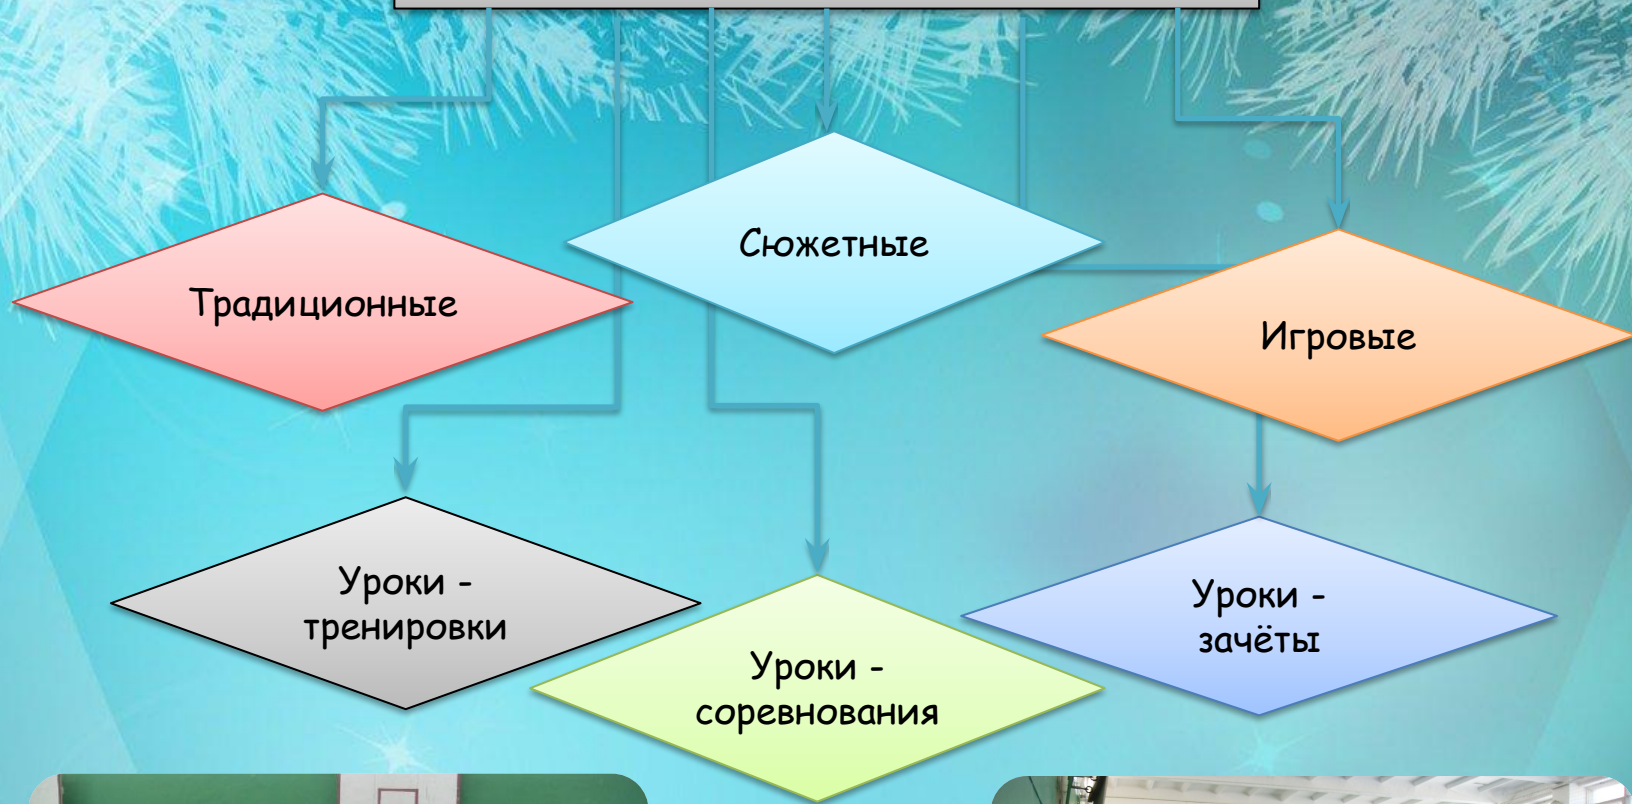 Сюжетные
Традиционные
Игровые
Уроки -
тренировки
Уроки -
зачёты
Уроки -
соревнования